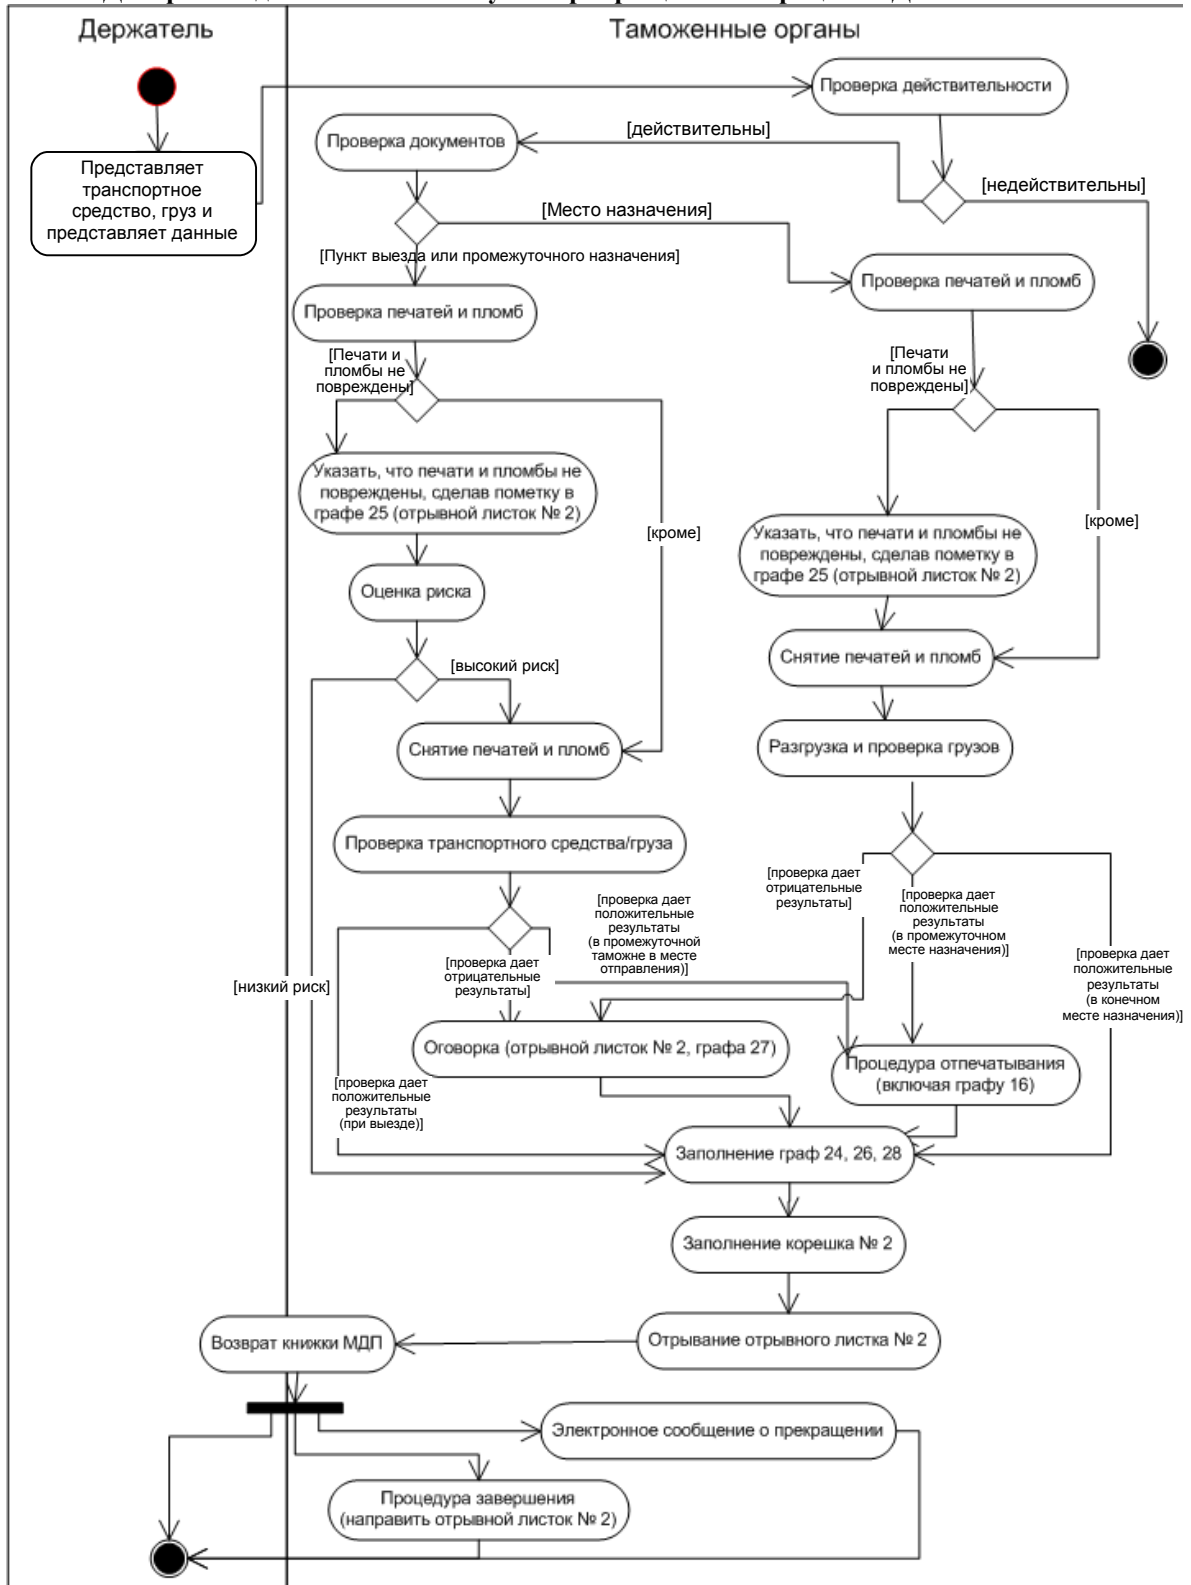 Держатель
Таможенные органы
Проверка действительности
[действительны]
Проверка документов
Представляет
транспортное
средство, груз и
представляет данные
[недействительны]
[Место назначения]
[Пункт выезда или промежуточного назначения]
Проверка печатей и пломб
Проверка печатей и пломб
[Печати и
пломбы не
повреждены]
[Печати
и пломбы не
повреждены]
Указать, что печати и пломбы не
повреждены, сделав пометку в
графе 25 (отрывной листок № 2)
[кроме]
[кроме]
Указать, что печати и пломбы не
повреждены, сделав пометку в
графе 25 (отрывной листок № 2)
Оценка риска
[высокий риск]
Снятие печатей и пломб
Снятие печатей и пломб
Разгрузка и проверка грузов
Проверка транспортного средства/груза
[проверка дает
отрицательные
результаты]
[проверка дает
положительные
результаты
(в промежуточной
таможне в месте
отправления)]
[проверка дает
положительные
результаты
(в промежуточном
месте назначения)]
[проверка дает
положительные
результаты
(в конечном
месте назначения)]
[проверка дает
отрицательные
результаты]
[низкий риск]
Оговорка (отрывной листок № 2, графа 27)
Процедура отпечатывания
(включая графу 16)
[проверка дает
положительные
результаты
(при выезде)]
Заполнение граф 24, 26, 28
Заполнение корешка № 2
Возврат книжки МДП
Отрывание отрывного листка № 2
Электронное сообщение о прекращении
Процедура завершения
(направить отрывной листок № 2)